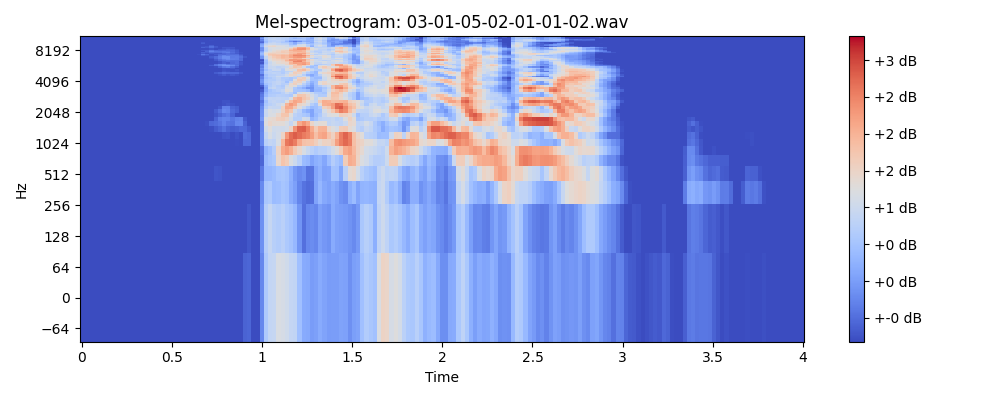 Mel-spectrogram: 03-01-05-02-01-01-02.wav
8192
4096
2048
1024
512
256
128
64
0
−64
Hz
0
0.5
1
1.5
2
2.5
3
3.5
4
Time
+3 dB
+2 dB
+2 dB
+2 dB
+1 dB
+0 dB
+0 dB
+-0 dB